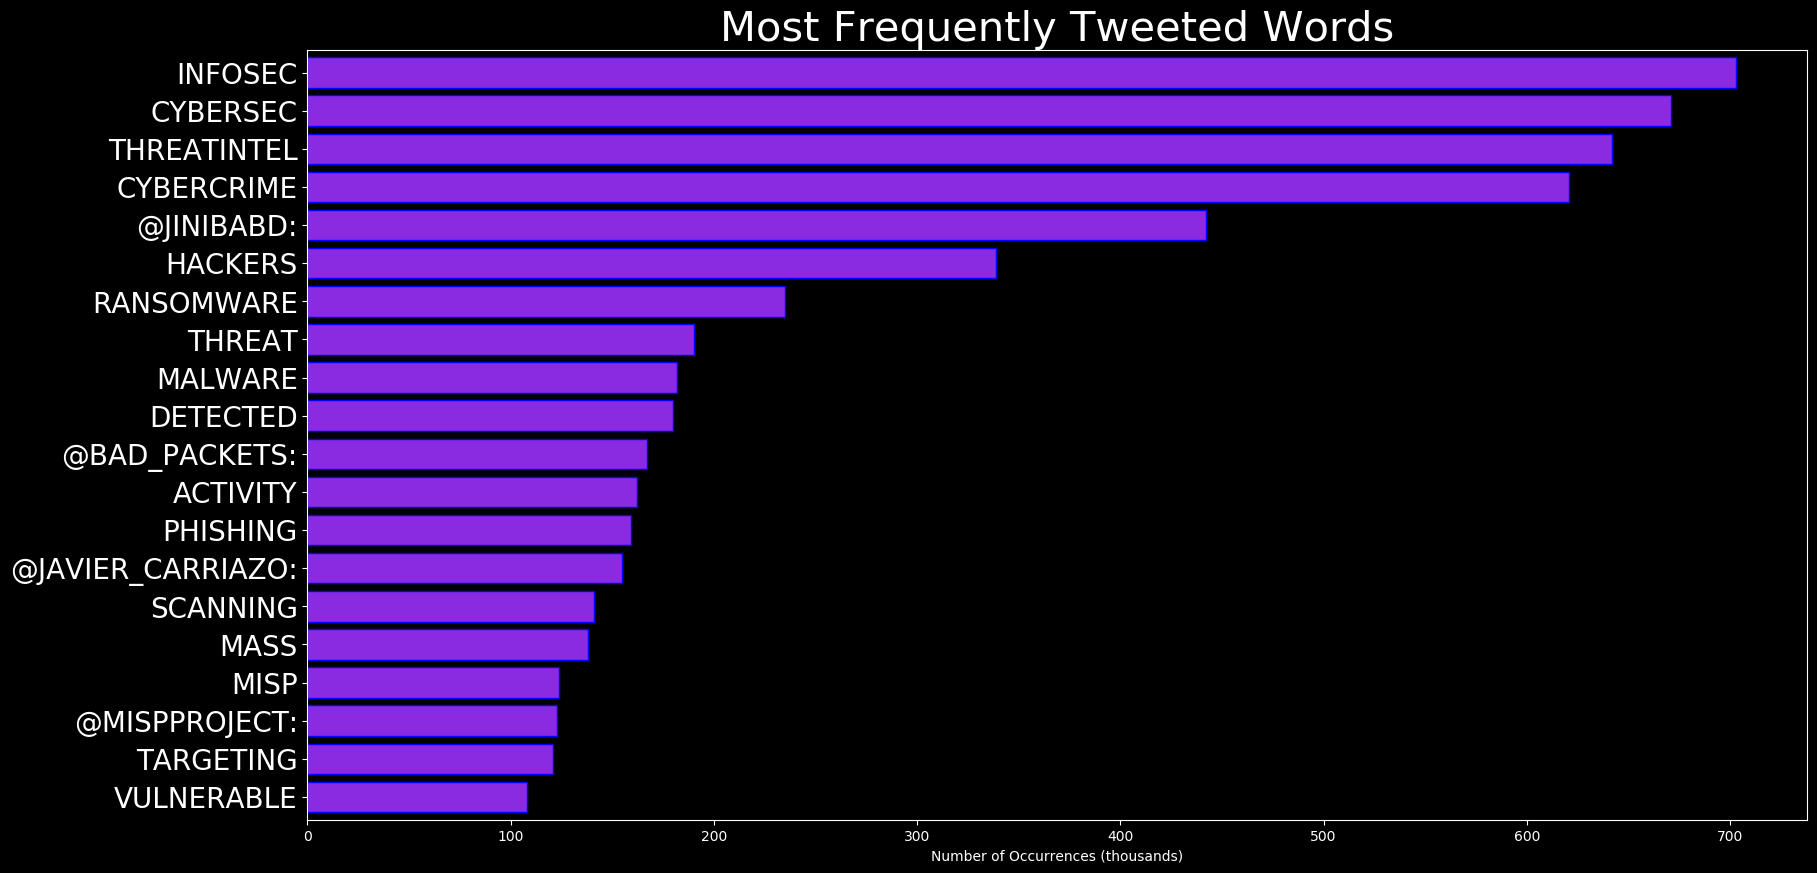 Most Frequently Tweeted Words
INFOSEC
CYBERSEC
THREATINTEL
CYBERCRIME
@JINIBABD:
HACKERS
RANSOMWARE
THREAT
MALWARE
DETECTED
@BAD_PACKETS:
ACTIVITY
PHISHING
@JAVIER_CARRIAZO:
SCANNING
MASS
MISP
@MISPPROJECT:
TARGETING
VULNERABLE
0 100 200 300 400 500 600 700
Number of Occurrences (thousands)